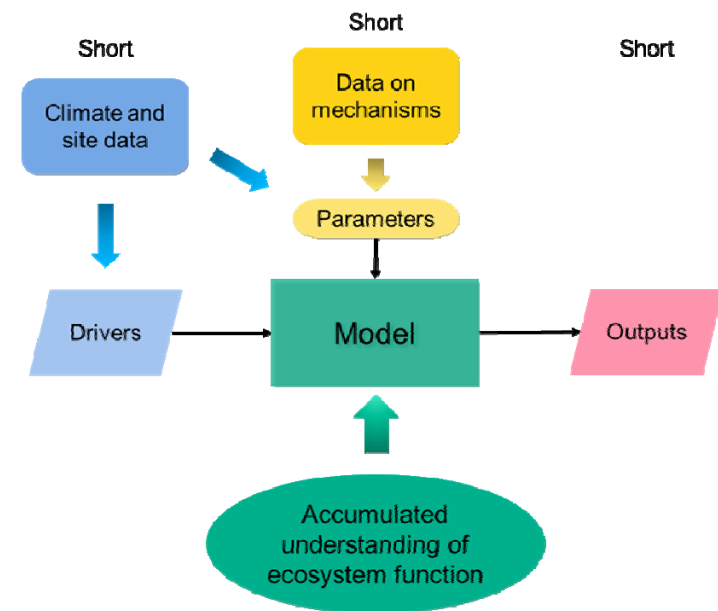 Short
Short
Short
Climate and
site data
Data on
mechanisms
Parameters
Drivers
Model
Outputs
Accumulated
understanding of
ecosystem function